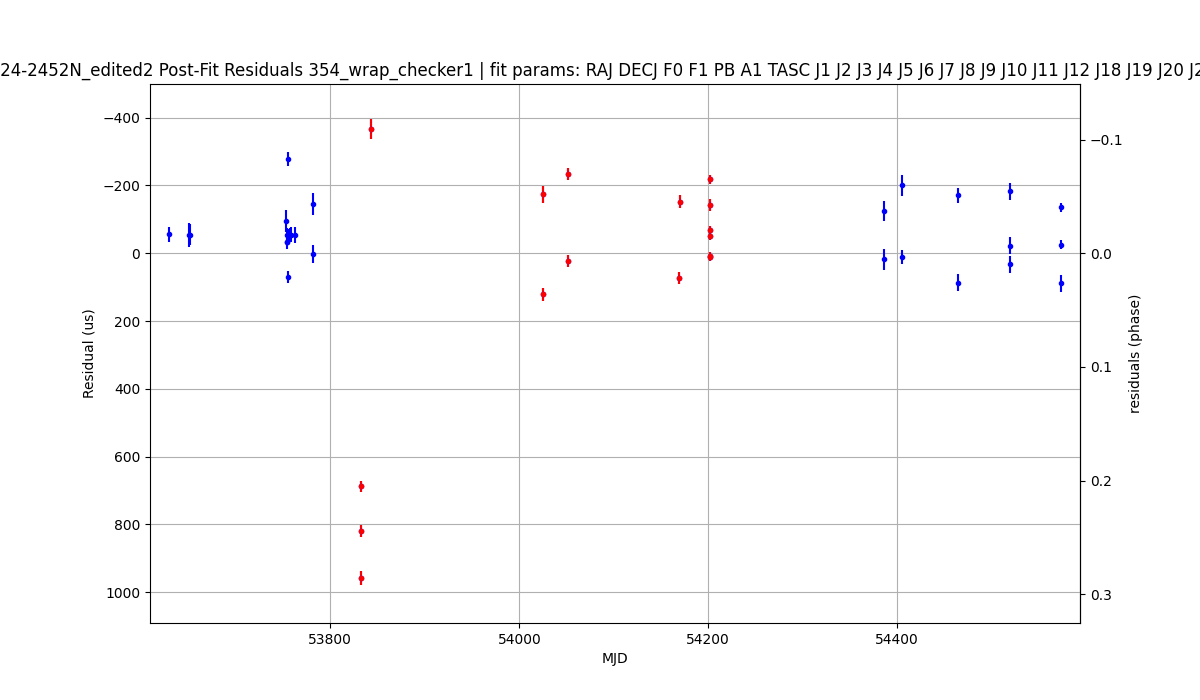 24-2452N_edited2 Post-Fit Residuals 354_wrap_checker1 | fit params: RAJ DECJ F0 F1 PB A1 TASC J1 J2 J3 J4 J5 J6 J7 J8 J9 J10 J11 J12 J18 J19 J20
−400
−200
0
200
400
600
800
1000
Residual (us)
−0.1
0.0
0.1
0.2
0.3
residuals (phase)
53800 54000 54200 54400
MJD